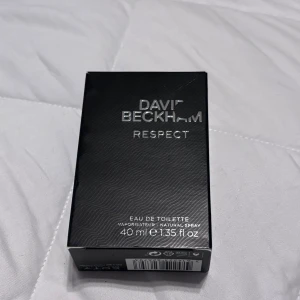 DAVID
BECKHAM
RESPECT
EAU DE TOILETTE
VAPORISATEUR | NATURAL SPRAY
40 ml e 1.35 fl oz